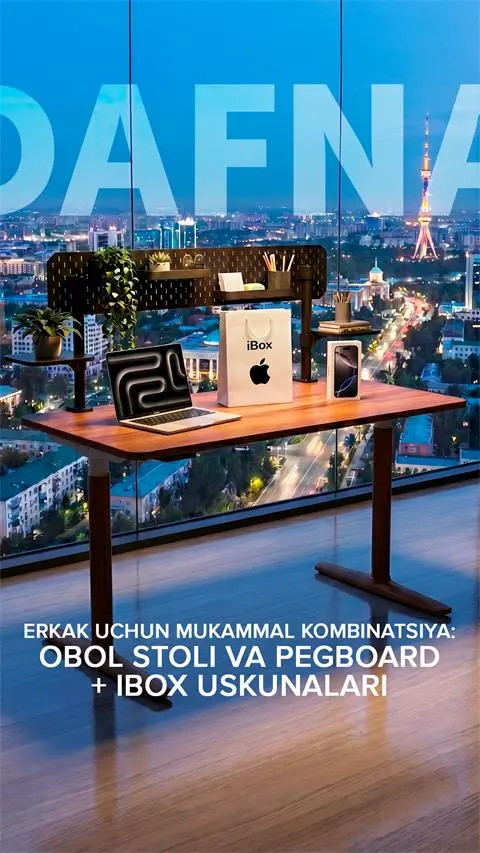 DAFNA
iBox
ERKAK UCHUN MUKAMMAL KOMBINATSIYA:
OBOL STOLI VA PEGBOARD
+ IBOX USKUNALARI